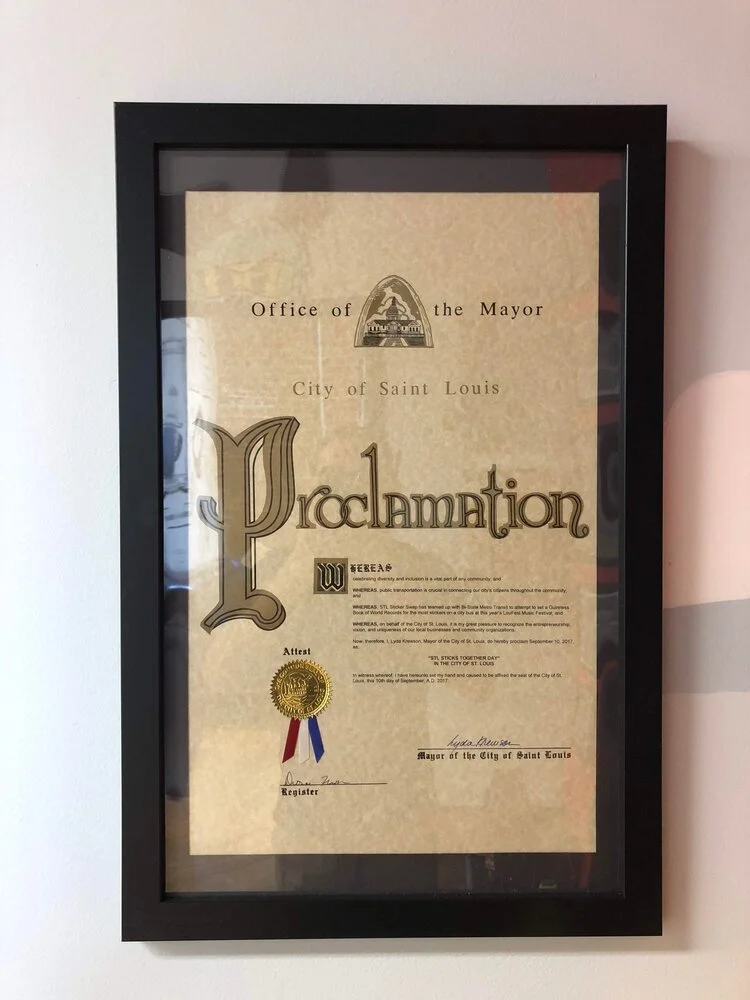 Office of the Mayor
City of Saint Louis
Proclamation
WHEREAS
celebrating diversity and inclusion is a vital part of any community; and
WHEREAS, public transportation is crucial in connecting our city's citizens throughout the community,
and
WHEREAS, STL Sticker Swap has teamed up with Bi-State Metro Transit to attempt to set a Guinness
Book of World Records for the most stickers on a city bus at this year's LouFest Music Festival, and
WHEREAS, on behalf of the City of St. Louis, it is my great pleasure to recognize the entrepreneurship,
vision, and uniqueness of our local businesses and community organizations.
Now, therefore, I, Lyda Krewson, Mayor of the City of St. Louis, do hereby proclaim September 10, 2017,
as:
"STL STICKS TOGETHER DAY"
IN THE CITY OF ST. LOUIS
In witness whereof, I have hereunto set my hand and caused to be affixed the seal of the City of St.
Louis, this 10th day of September, A.D. 2017.
Attest
Lyda Krewson
Mayor of the City of Saint Louis
Register